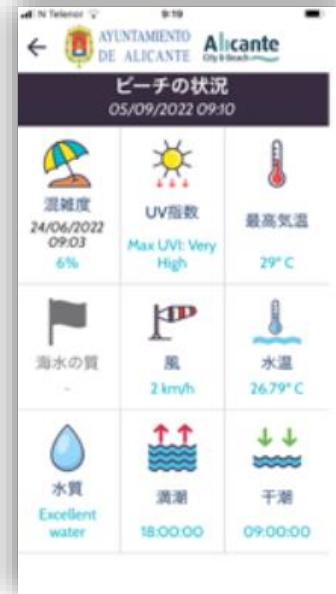 N Telenor
9:19
AYUNTAMIENTO
DE ALICANTE
Alicante
City & Beach
ビーチの状況
05/09/2022 09:10
混雑度
24/06/2022
09:03
6%
UV指数
Max UVI: Very
High
最高気温
29° C
海水の質
-
風
2 km/h
水温
26.79° C
水質
Excellent
water
満潮
18:00:00
干潮
09:00:00